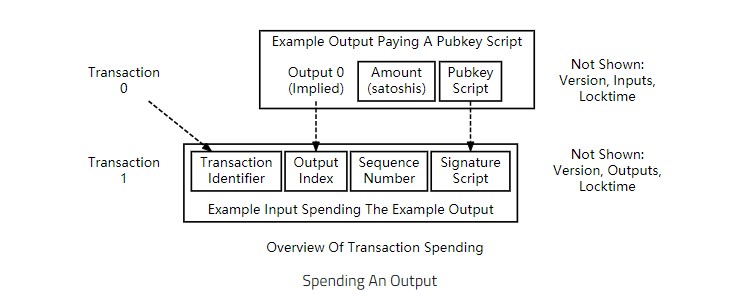 Example Output Paying A Pubkey Script
Transaction
0
Output 0
(Implied)
Amount
(satoshis)
Pubkey
Script
Not Shown:
Version, Inputs,
Locktime
Transaction
1
Transaction
Identifier
Output
Index
Sequence
Number
Signature
Script
Not Shown:
Version, Outputs,
Locktime
Example Input Spending The Example Output
Overview Of Transaction Spending
Spending An Output